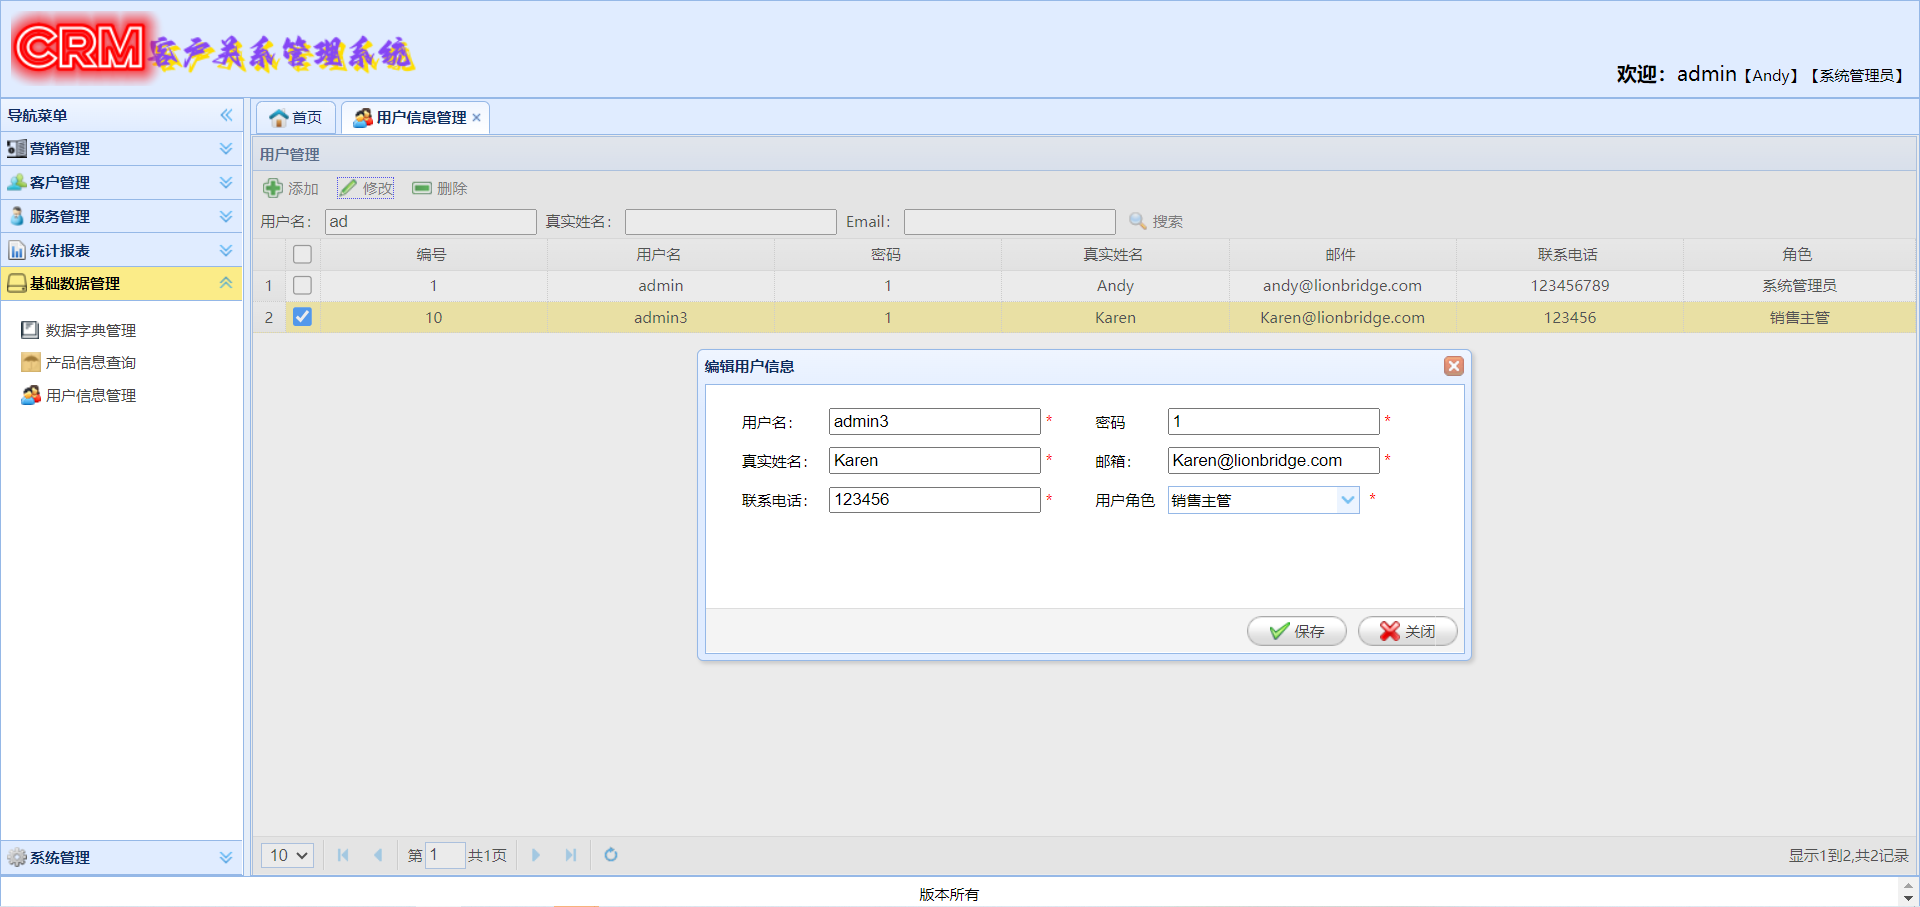 CRM客户关系管理系统
欢迎：admin【Andy】【系统管理员】
导航菜单
营销管理
客户管理
服务管理
统计报表
基础数据管理
数据字典管理
产品信息查询
用户信息管理
系统管理
首页 用户信息管理
用户管理
添加 修改 删除
用户名： ad 真实姓名： Email： 搜索
编号 用户名 密码 真实姓名 邮件 联系电话 角色
1 1 admin 1 Andy andy@lionbridge.com 123456789 系统管理员
2 10 admin3 1 Karen Karen@lionbridge.com 123456 销售主管
编辑用户信息
用户名： admin3 * 密码 1 *
真实姓名： Karen * 邮箱： Karen@lionbridge.com *
联系电话： 123456 * 用户角色 销售主管 *
保存 关闭
10 第 1 共1页 显示1到2,共2记录
版本所有